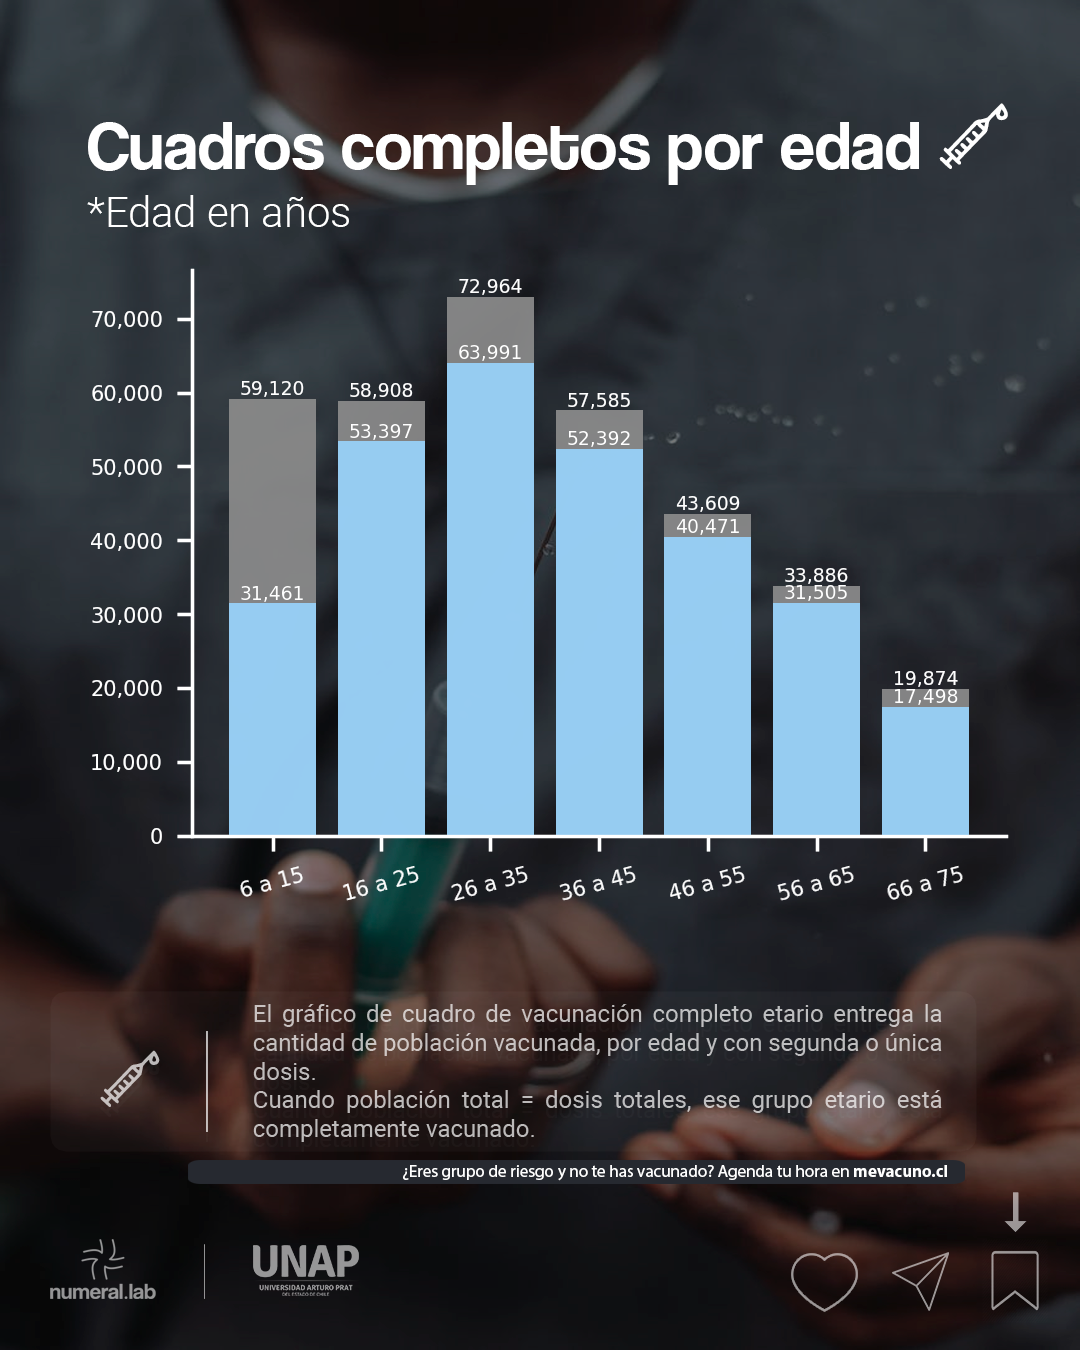 Cuadros completos por edad
*Edad en años
72,964
70,000
63,991
59,120
58,908
60,000
57,585
53,397
52,392
50,000
43,609
40,471
40,000
33,886
31,461
31,505
30,000
19,874
20,000
17,498
10,000
0
6 a 15
16 a 25
26 a 35
36 a 45
46 a 55
56 a 65
66 a 75
El gráfico de cuadro de vacunación completo etario entrega la
cantidad de población vacunada, por edad y con segunda o única
dosis.
Cuando población total = dosis totales, ese grupo etario está
completamente vacunado.
¿Eres grupo de riesgo y no te has vacunado? Agenda tu hora en mevacuno.cl
numeral.lab
UNAP
UNIVERSIDAD ARTURO PRAT
DEL ESTADO DE CHILE